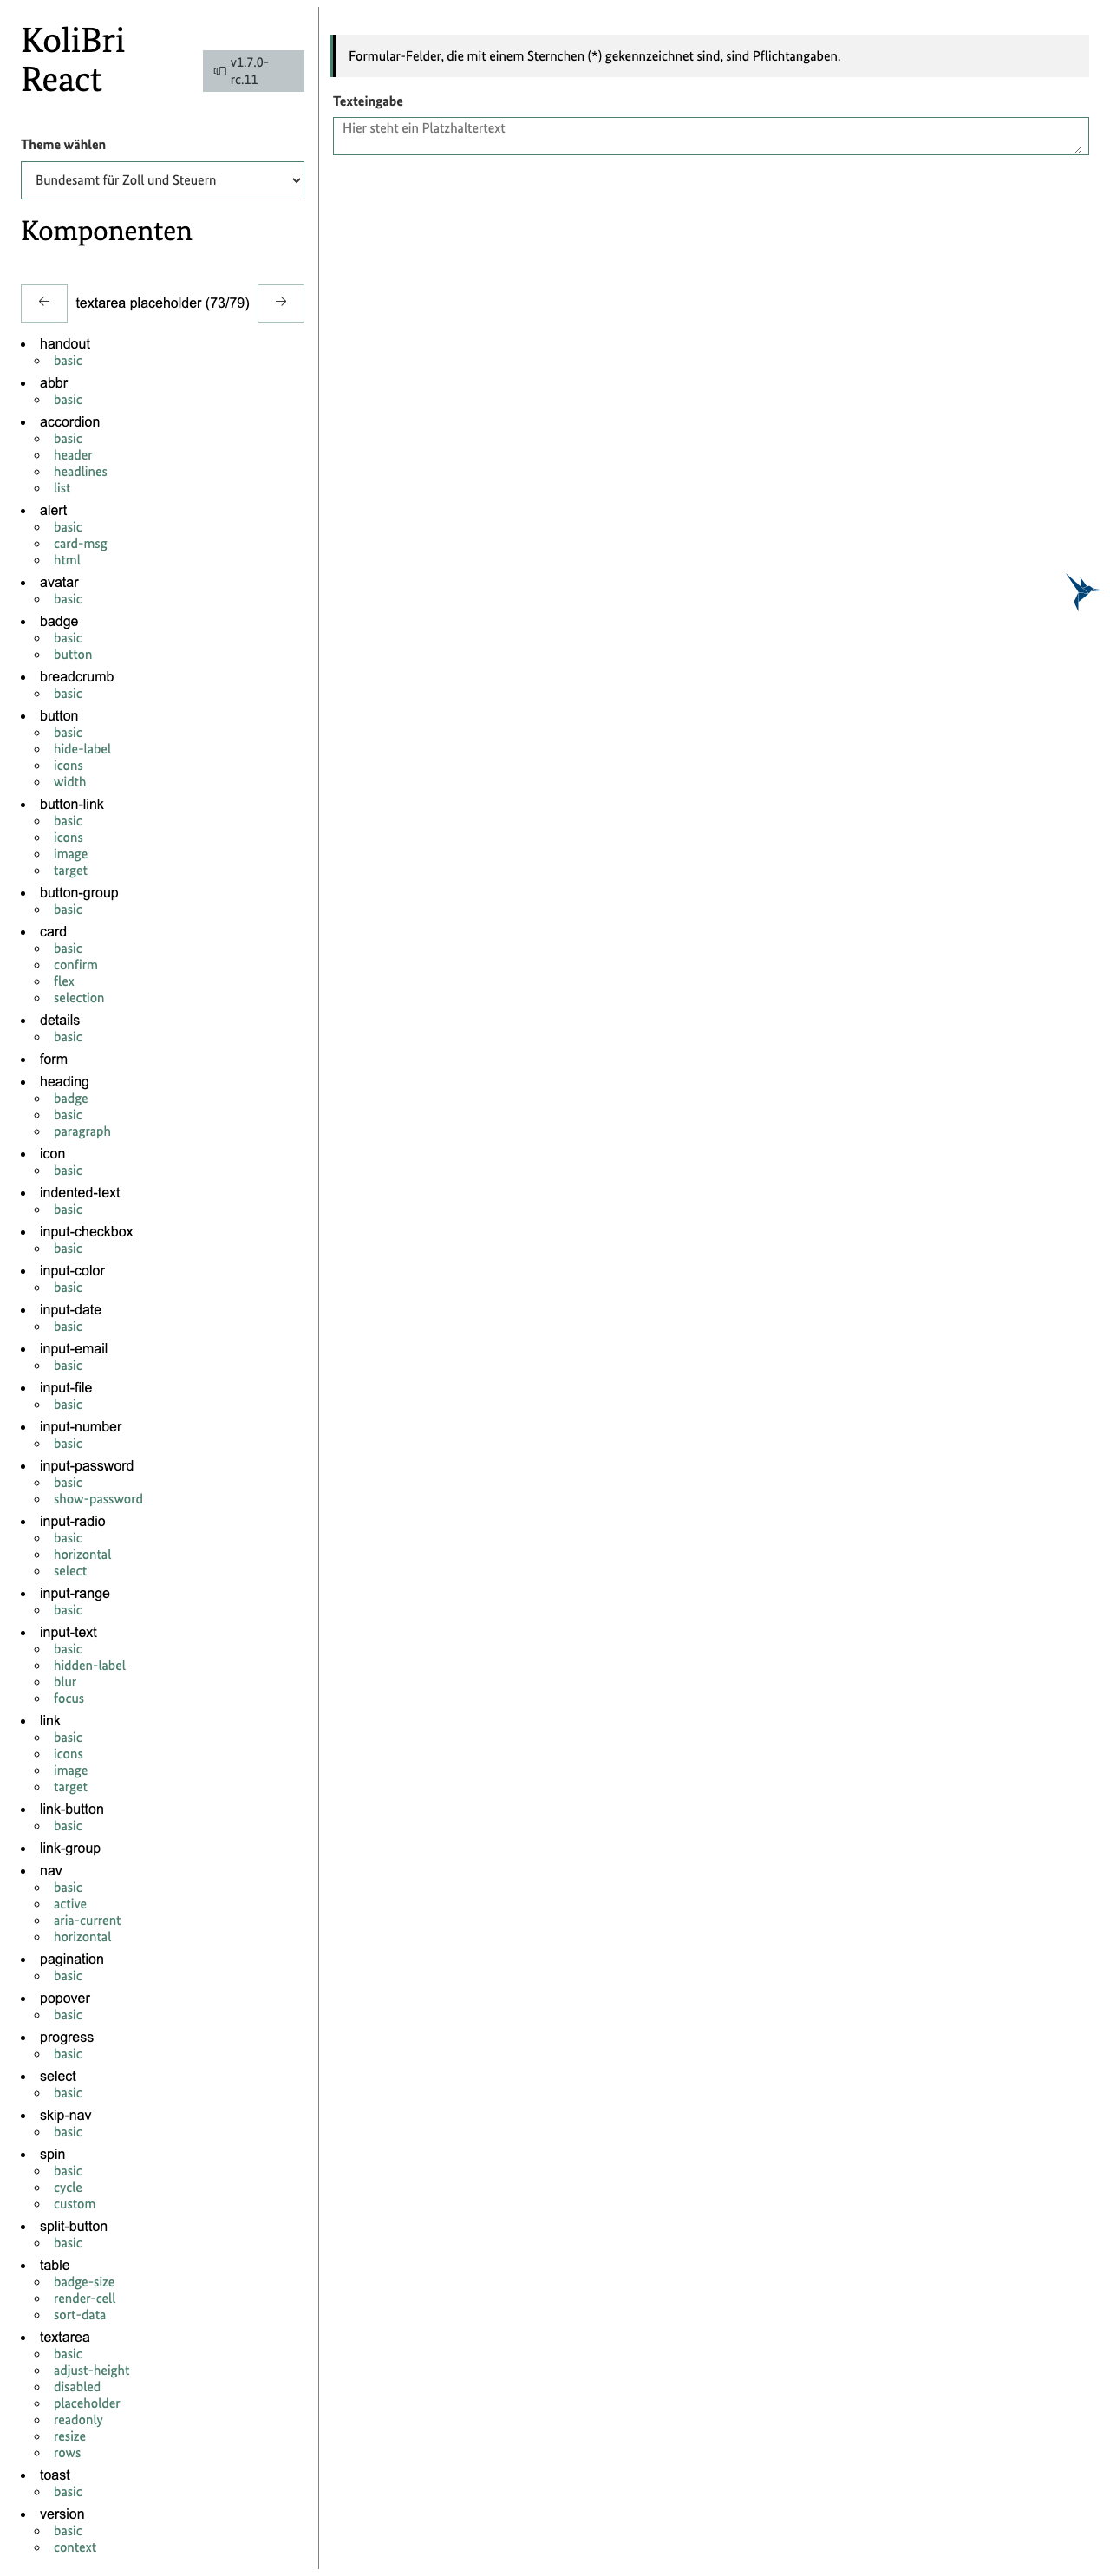 KoliBri
React
v1.7.0-
rc.11
Theme wählen
Bundesamt für Zoll und Steuern
Komponenten
textarea placeholder (73/79)
handout
basic
abbr
basic
accordion
basic
header
headlines
list
alert
basic
card-msg
html
avatar
basic
badge
basic
button
breadcrumb
basic
button
basic
hide-label
icons
width
button-link
basic
icons
image
target
button-group
basic
card
basic
confirm
flex
selection
details
basic
form
heading
badge
basic
paragraph
icon
basic
indented-text
basic
input-checkbox
basic
input-color
basic
input-date
basic
input-email
basic
input-file
basic
input-number
basic
input-password
basic
show-password
input-radio
basic
horizontal
select
input-range
basic
input-text
basic
hidden-label
blur
focus
link
basic
icons
image
target
link-button
basic
link-group
nav
basic
active
aria-current
horizontal
pagination
basic
popover
basic
progress
basic
select
basic
skip-nav
basic
spin
basic
cycle
custom
split-button
basic
table
badge-size
render-cell
sort-data
textarea
basic
adjust-height
disabled
placeholder
readonly
resize
rows
toast
basic
version
basic
context
Formular-Felder, die mit einem Sternchen (*) gekennzeichnet sind, sind Pflichtangaben.
Texteingabe
Hier steht ein Platzhaltertext